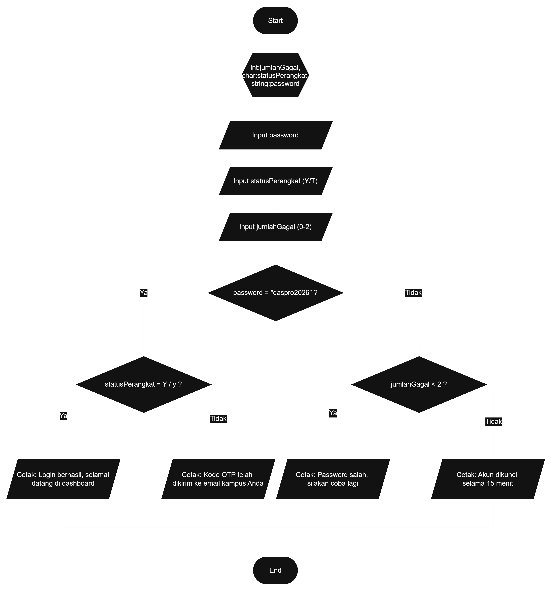 Start
Int:jumlahGagal,
char:statusPerangkat
string:password
Input password
Input statusPerangkat (Y/T)
Input jumlahGagal (0-2)
password = "daspro2026" ?
Ya
Tidak
statusPerangkat = Y / y ?
jumlahGagal < 2 ?
Ya
Tidak
Ya
Tidak
Cetak: Login berhasil, selamat
datang di dashboard
Cetak: Kode OTP telah
dikirim ke email kampus Anda
Cetak: Password salah,
silakan coba lagi
Cetak: Akun dikunci
selama 15 menit
End